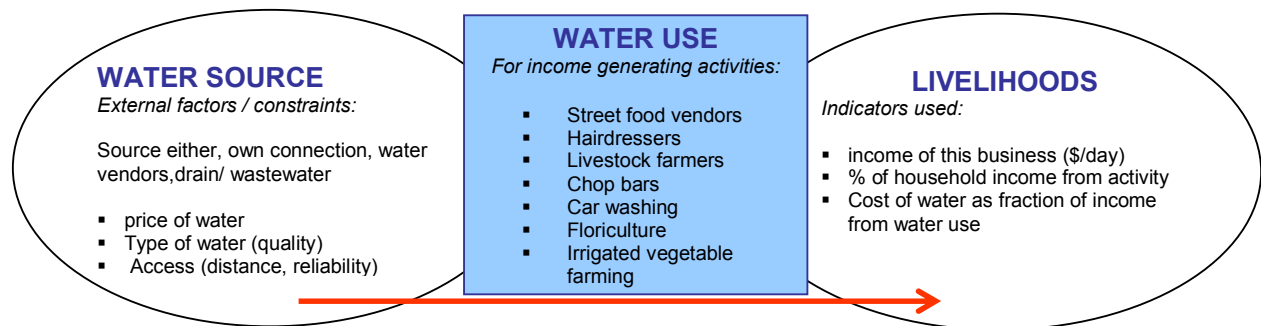 WATER SOURCE
External factors / constraints:
Source either, own connection, water
vendors,drain/ wastewater
▪ price of water
▪ Type of water (quality)
▪ Access (distance, reliability)
WATER USE
For income generating activities:
▪ Street food vendors
▪ Hairdressers
▪ Livestock farmers
▪ Chop bars
▪ Car washing
▪ Floriculture
▪ Irrigated vegetable
farming
LIVELIHOODS
Indicators used:
▪ income of this business ($/day)
▪ % of household income from activity
▪ Cost of water as fraction of income
from water use